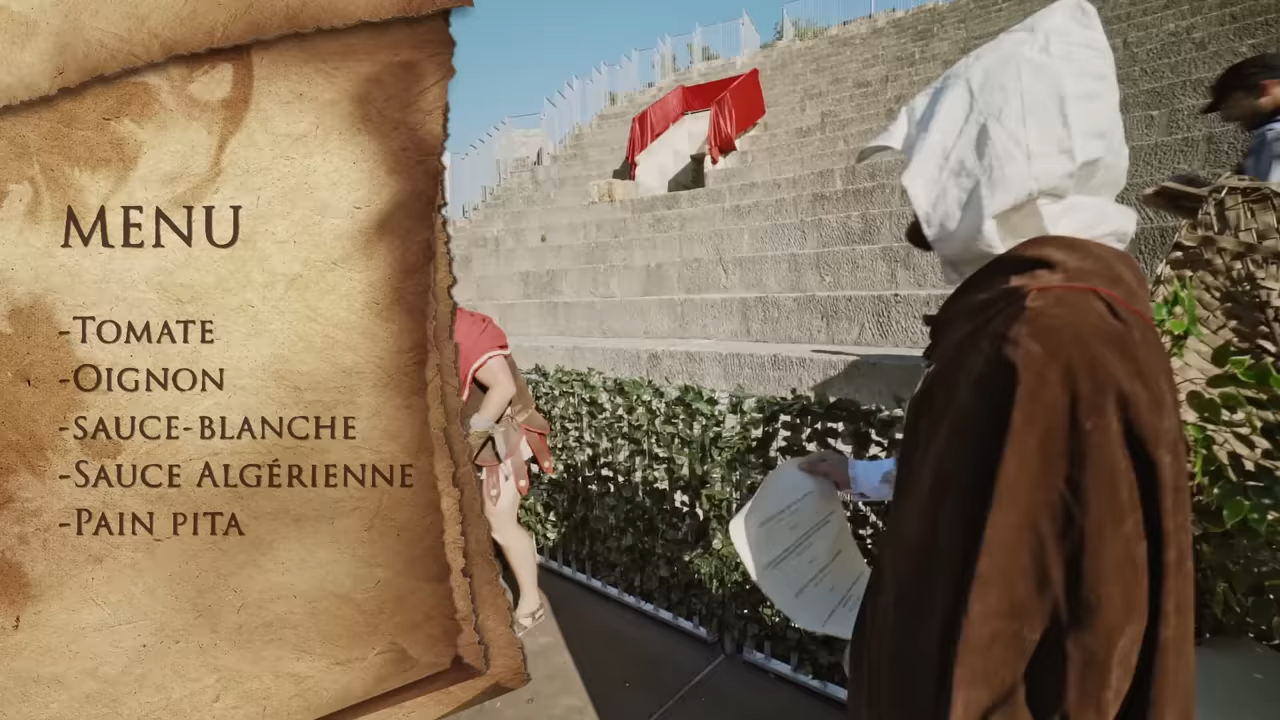 MENU
-Tomate
-Oignon
-sauce-blanche
-Sauce Algérienne
-Pain pita